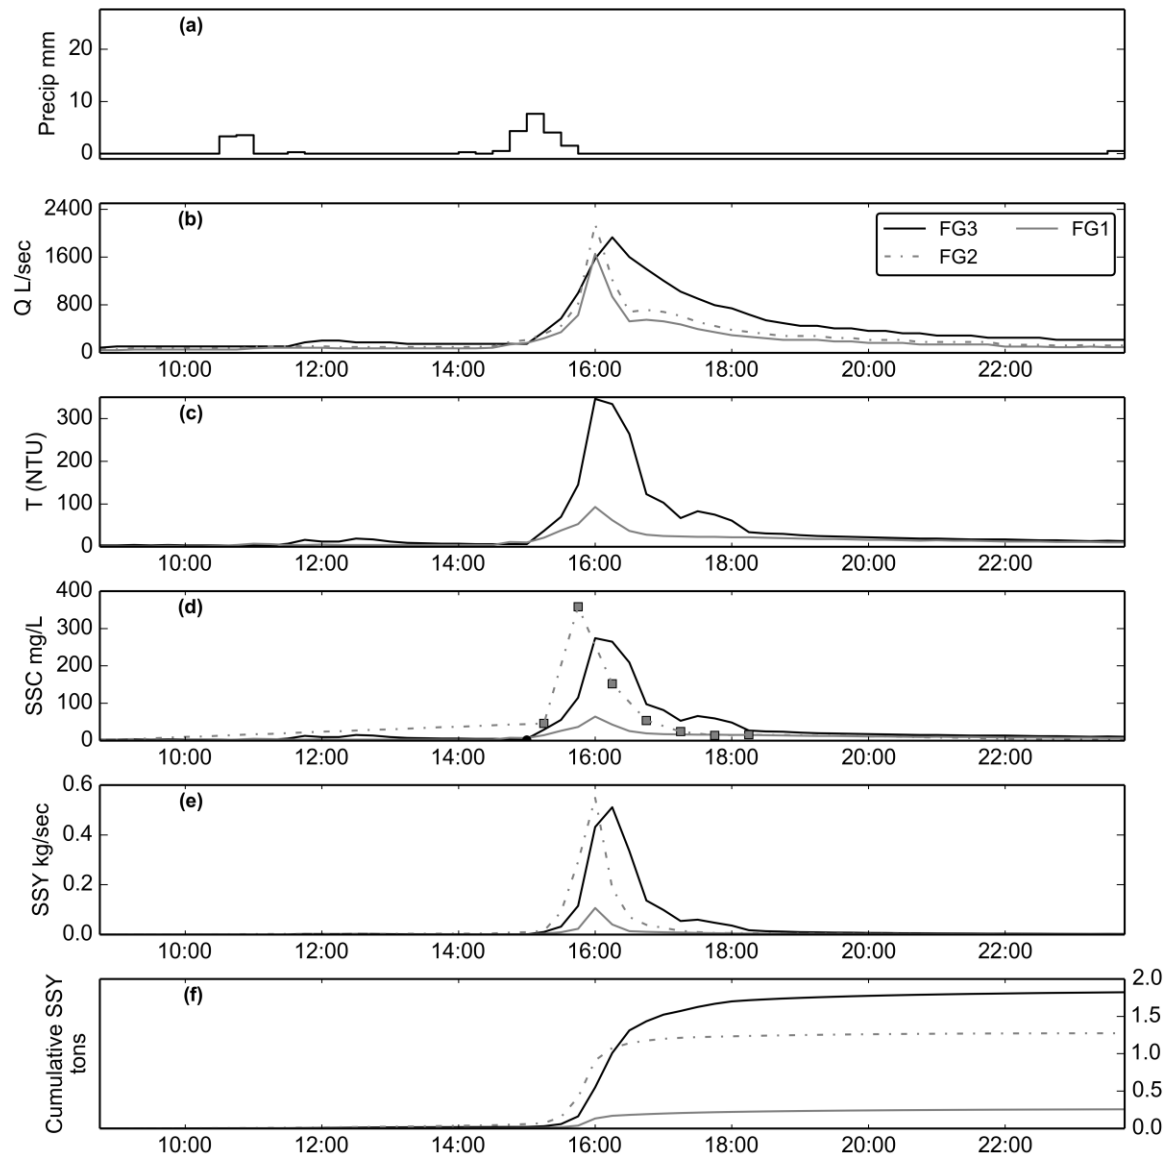 (a)
Precip mm
20
10
0
(b)
Q L/sec
2400
1600
800
0
FG3 FG1
FG2
10:00 12:00 14:00 16:00 18:00 20:00 22:00
(c)
T (NTU)
300
200
100
0
10:00 12:00 14:00 16:00 18:00 20:00 22:00
(d)
SSC mg/L
400
300
200
100
0
10:00 12:00 14:00 16:00 18:00 20:00 22:00
(e)
SSY kg/sec
0.6
0.4
0.2
0.0
10:00 12:00 14:00 16:00 18:00 20:00 22:00
(f)
Cumulative SSY
tons
2.0
1.5
1.0
0.5
0.0
10:00 12:00 14:00 16:00 18:00 20:00 22:00